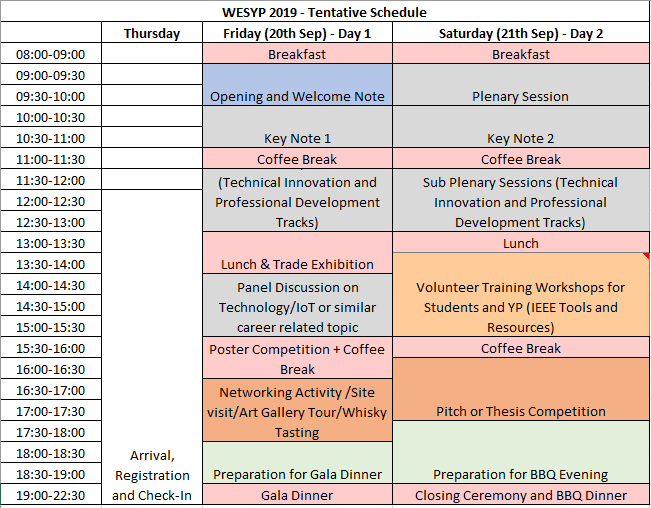 WESYP 2019 - Tentative Schedule
Thursday Friday (20th Sep) - Day 1 Saturday (21th Sep) - Day 2
08:00-09:00 Breakfast Breakfast
09:00-09:30
09:30-10:00 Opening and Welcome Note Plenary Session
10:00-10:30
10:30-11:00 Key Note 1 Key Note 2
11:00-11:30 Coffee Break Coffee Break
11:30-12:00 (Technical Innovation and Sub Plenary Sessions (Technical
12:00-12:30 Professional Development Innovation and Professional
12:30-13:00 Tracks) Development Tracks)
13:00-13:30 Lunch
13:30-14:00 Lunch & Trade Exhibition
14:00-14:30 Panel Discussion on Volunteer Training Workshops for
14:30-15:00 Technology/IoT or similar Students and YP (IEEE Tools and
15:00-15:30 career related topic Resources)
15:30-16:00 Poster Competition + Coffee Coffee Break
16:00-16:30 Break
16:30-17:00 Networking Activity /Site
17:00-17:30 visit/Art Gallery Tour/Whisky Pitch or Thesis Competition
17:30-18:00 Tasting
18:00-18:30 Arrival,
18:30-19:00 Registration Preparation for Gala Dinner Preparation for BBQ Evening
19:00-22:30 and Check-In Gala Dinner Closing Ceremony and BBQ Dinner